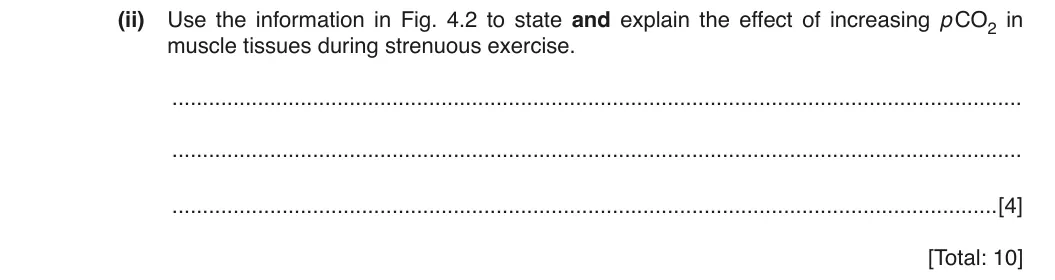 (ii) Use the information in Fig. 4.2 to state and explain the effect of increasing pCO₂ in
muscle tissues during strenuous exercise.
..........................................................................................................................................
..........................................................................................................................................
......................................................................................................................................[4]
[Total: 10]